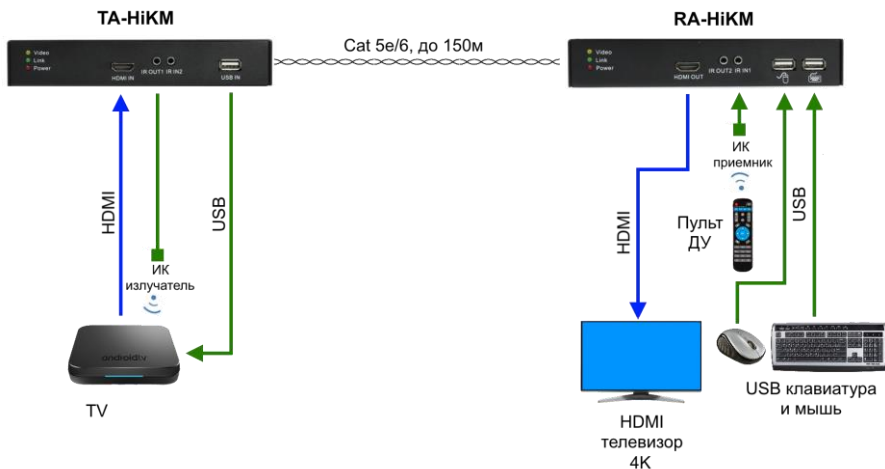 TA-HiKM
RA-HiKM
Cat 5e/6, до 150м
Video
Link
Power
HDMI IN
IR OUT1 IR IN2
USB IN
Video
Link
Power
HDMI OUT
IR OUT2 IR IN1
HDMI
USB
ИК
излучатель
androidtv
TV
HDMI
ИК
приемник
Пульт
ДУ
USB
HDMI
телевизор
4K
USB клавиатура
и мышь